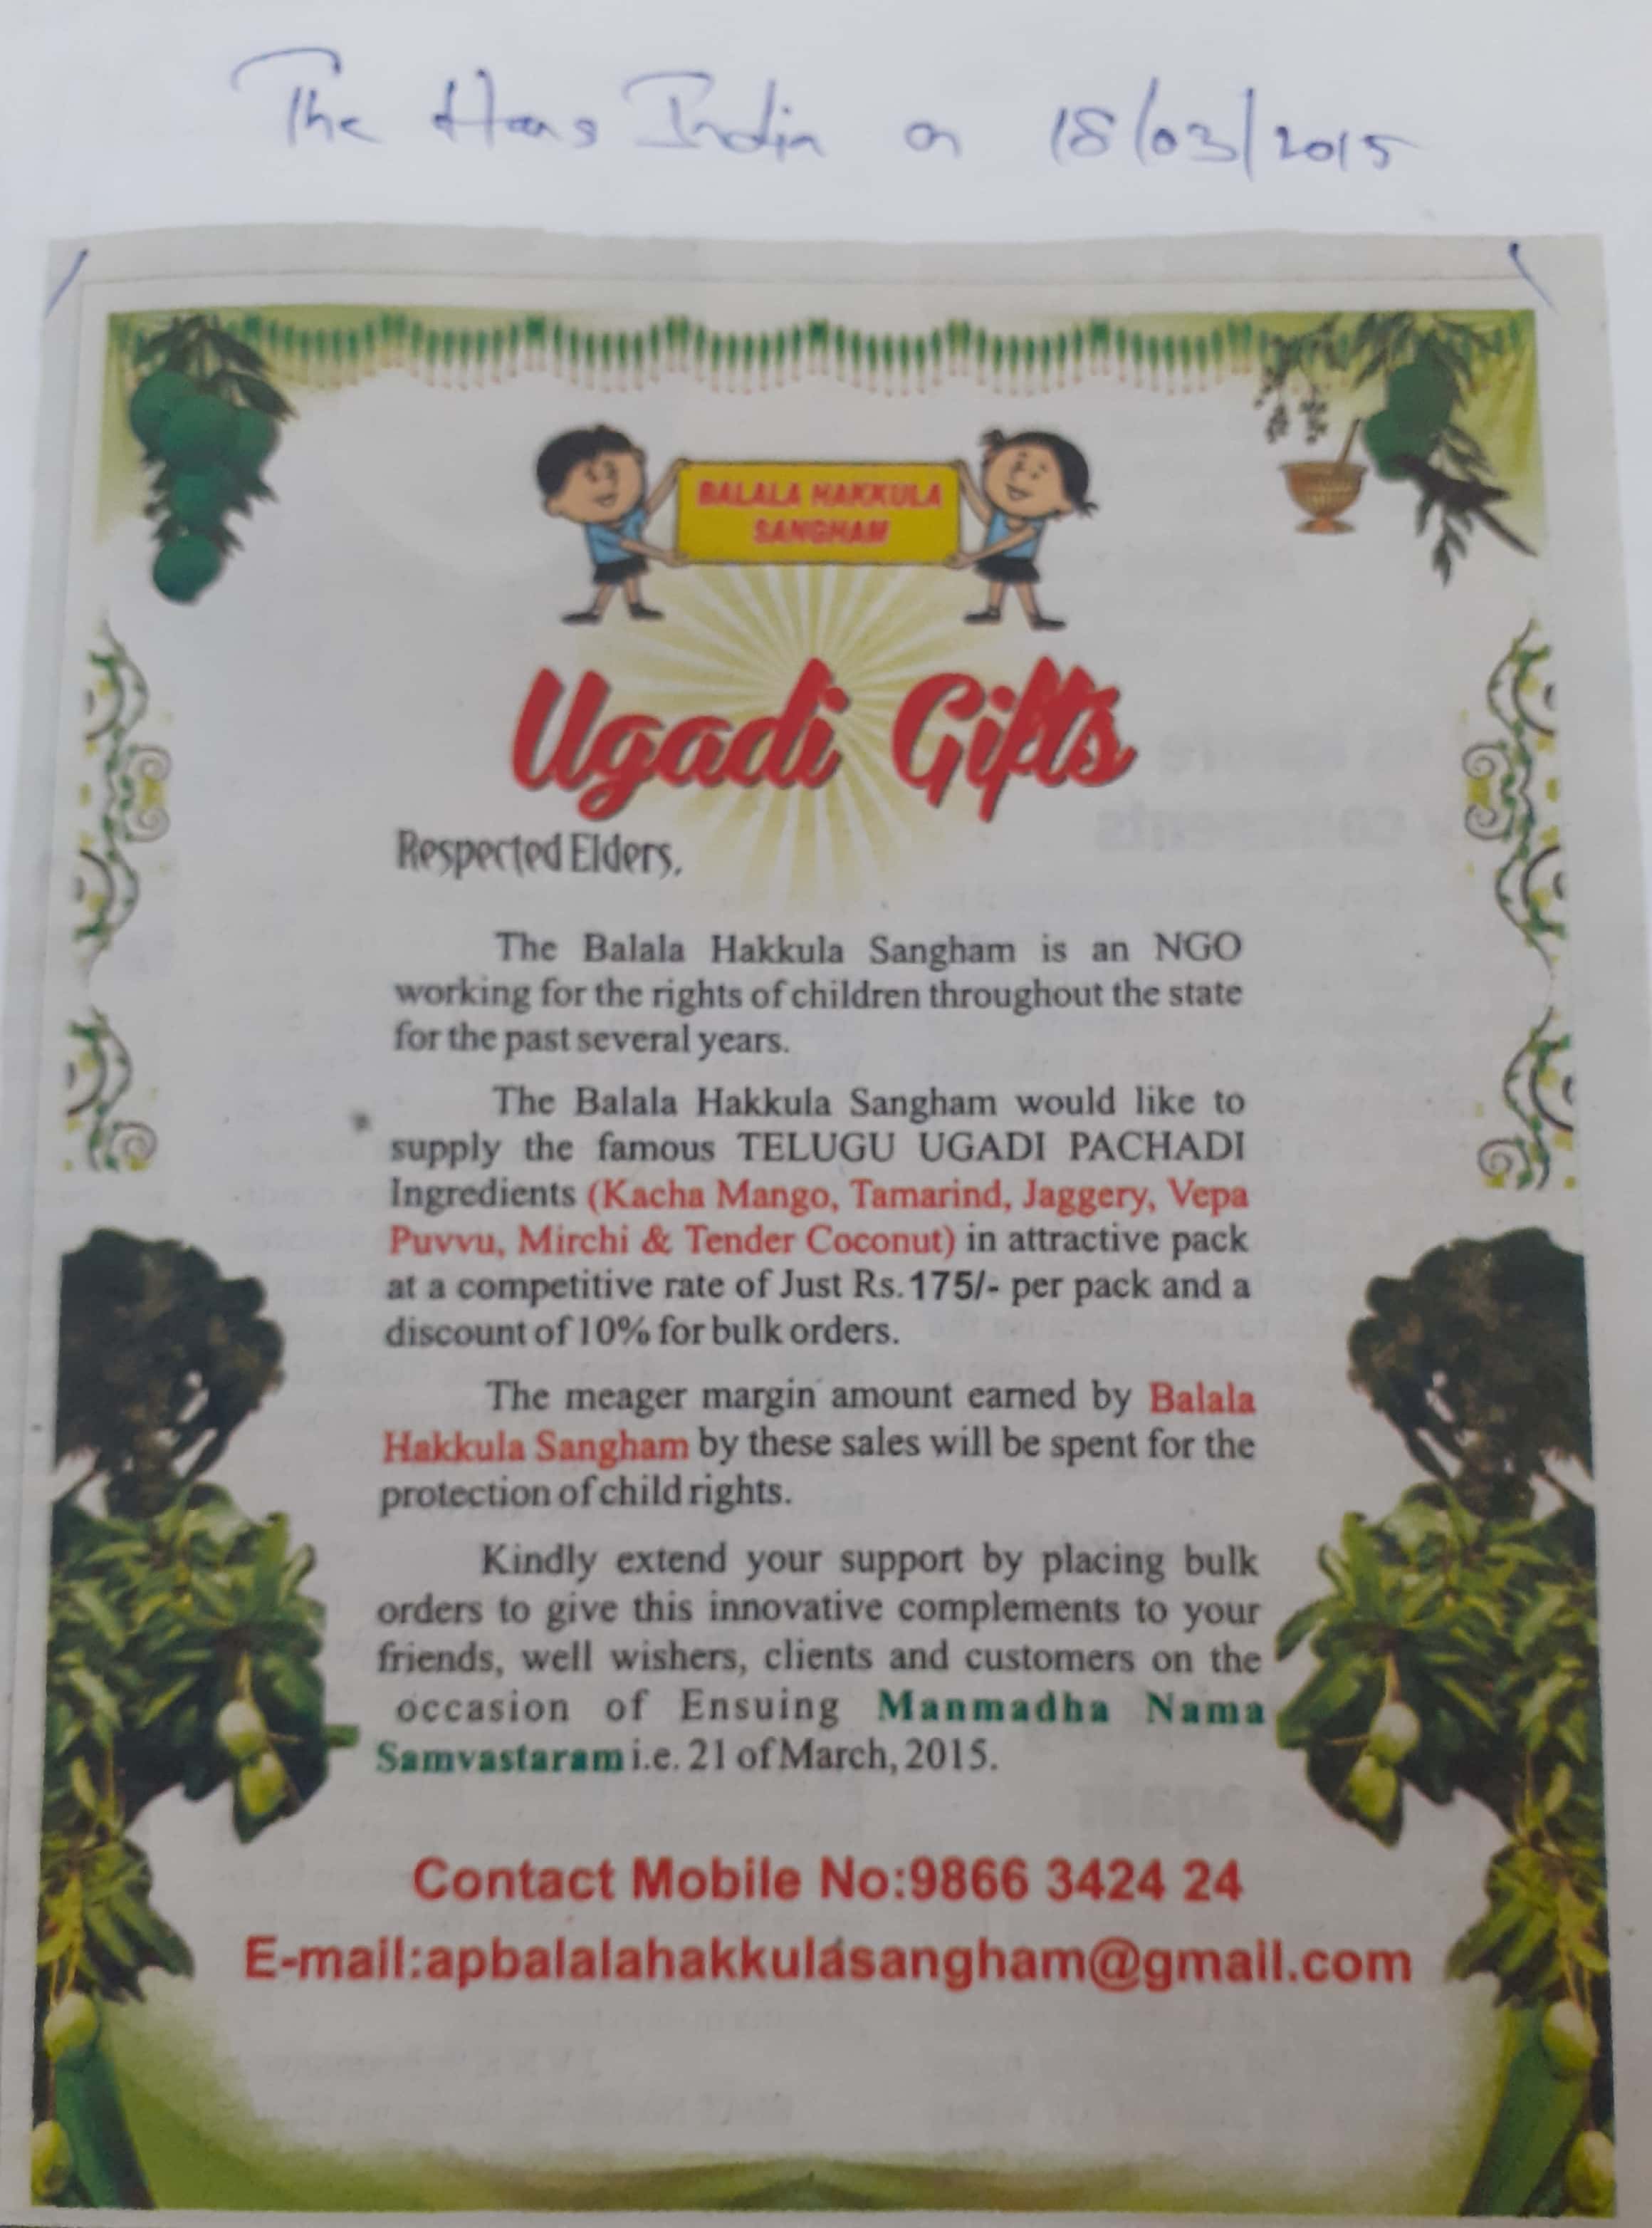 The Hans India on 18/03/2015
BALALA HAKKULA
SANGHAM
Ugadi Gifts
Respected Elders,
The Balala Hakkula Sangham is an NGO
working for the rights of children throughout the state
for the past several years.
The Balala Hakkula Sangham would like to
supply the famous TELUGU UGADI PACHADI
Ingredients (Kacha Mango, Tamarind, Jaggery, Vepa
Puvvu, Mirchi & Tender Coconut) in attractive pack
at a competitive rate of Just Rs.175/- per pack and a
discount of 10% for bulk orders.
The meager margin amount earned by Balala
Hakkula Sangham by these sales will be spent for the
protection of child rights.
Kindly extend your support by placing bulk
orders to give this innovative complements to your
friends, well wishers, clients and customers on the
occasion of Ensuing Manmadha Nama
Samvastaram i.e. 21 of March, 2015.
Contact Mobile No:9866 3424 24
E-mail:apbalalahakkulasangham@gmail.com